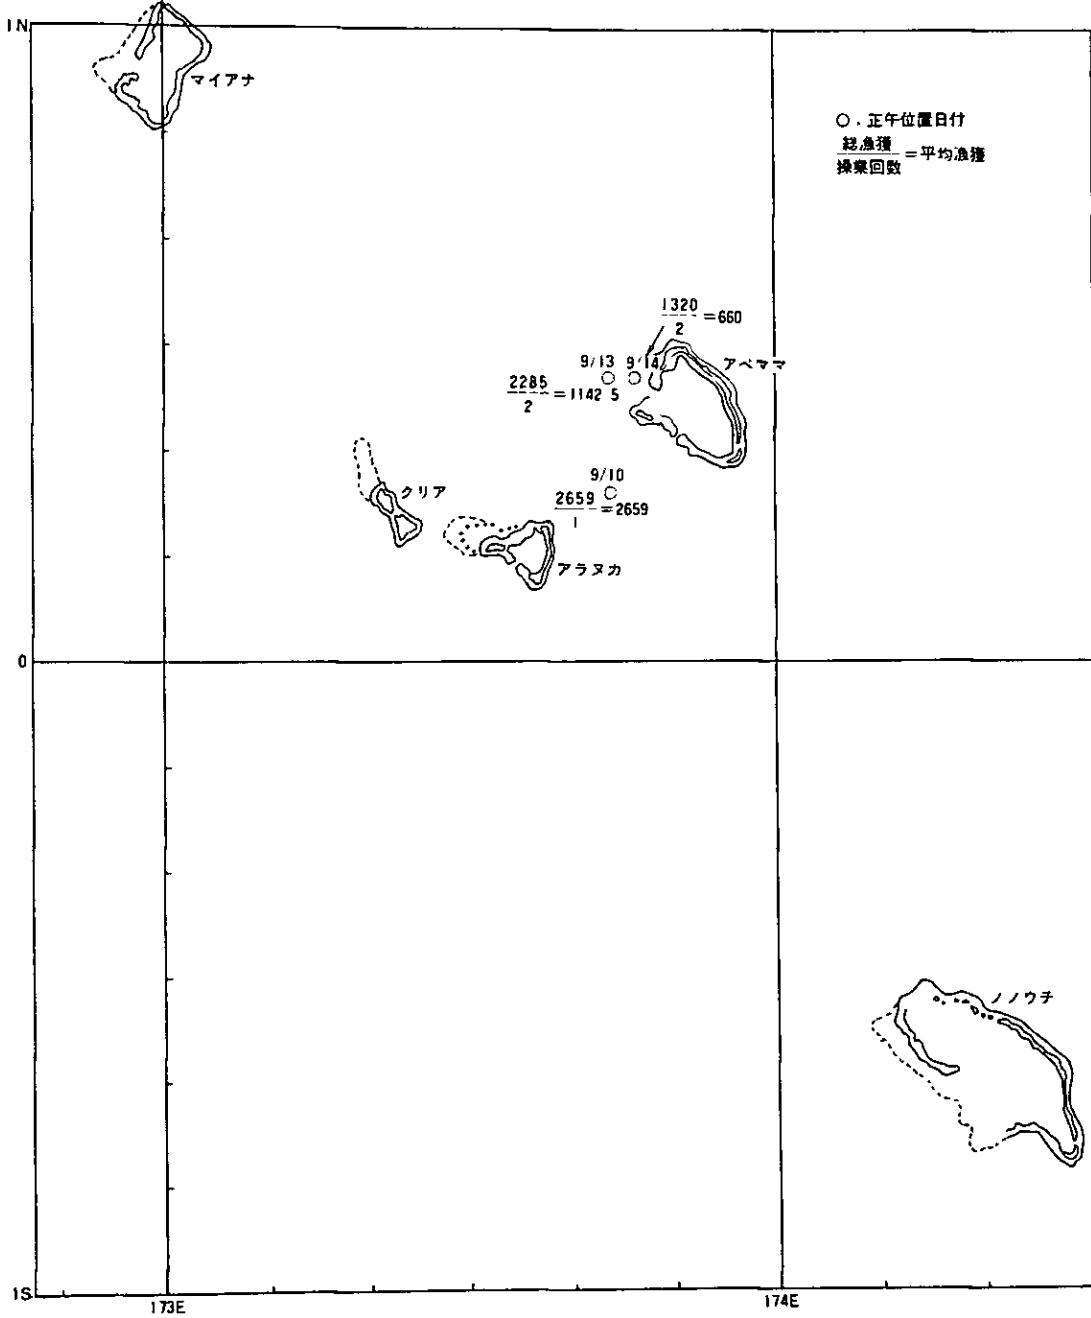 1N
マイアナ
○. 正午位置日付
総漁獲
操業回数
=平均漁獲
1320
2
=660
9/13 9/14
アベママ
2285
2
=1142 5
9/10
クリア
2659
1
=2659
アラヌカ
0
ノノウチ
1S
173E
174E